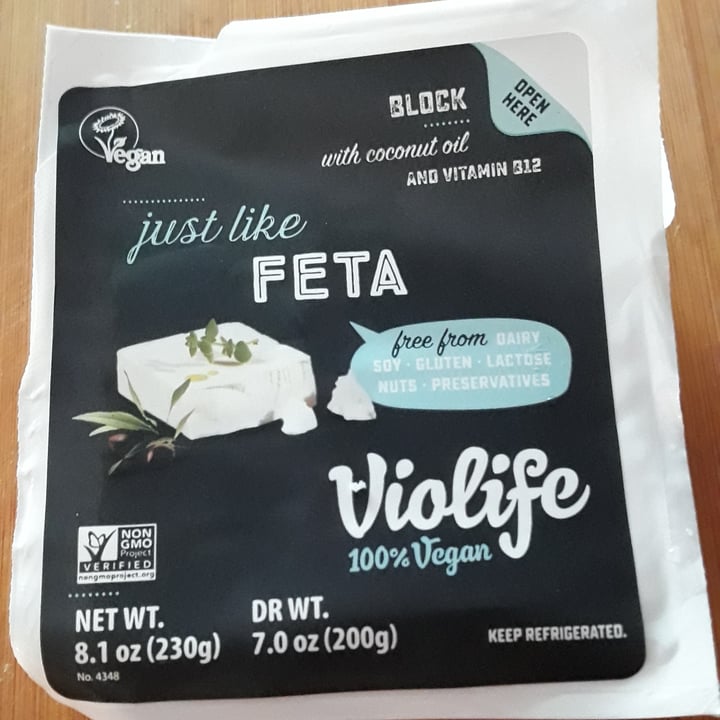 BLOCK
OPEN
HERE
Vegan
with coconut oil
AND VITAMIN B12
just like
FETA
free from DAIRY
SOY · GLUTEN · LACTOSE
NUTS · PRESERVATIVES
Violife
100% Vegan
NON
GMO
Project
VERIFIED
nongmoproject.org
NET WT.
8.1 oz (230g)
DR WT.
7.0 oz (200g)
KEEP REFRIGERATED.
No. 4348